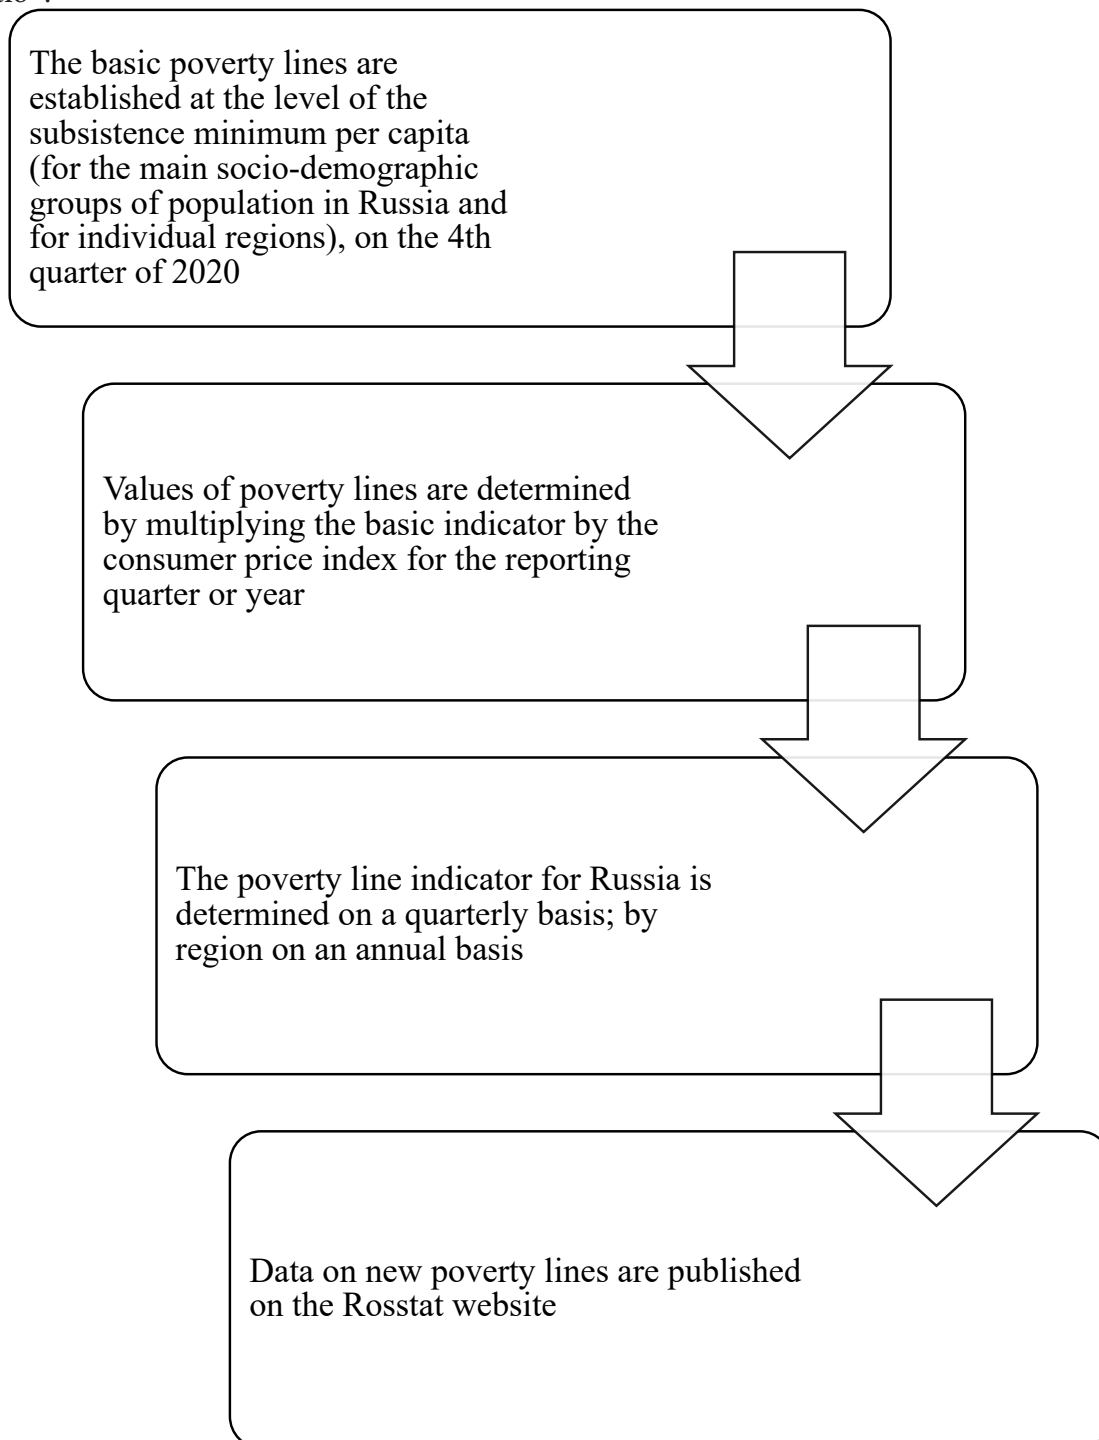 The basic poverty lines are
established at the level of the
subsistence minimum per capita
(for the main socio-demographic
groups of population in Russia and
for individual regions), on the 4th
quarter of 2020
Values of poverty lines are determined
by multiplying the basic indicator by the
consumer price index for the reporting
quarter or year
The poverty line indicator for Russia is
determined on a quarterly basis; by
region on an annual basis
Data on new poverty lines are published
on the Rosstat website